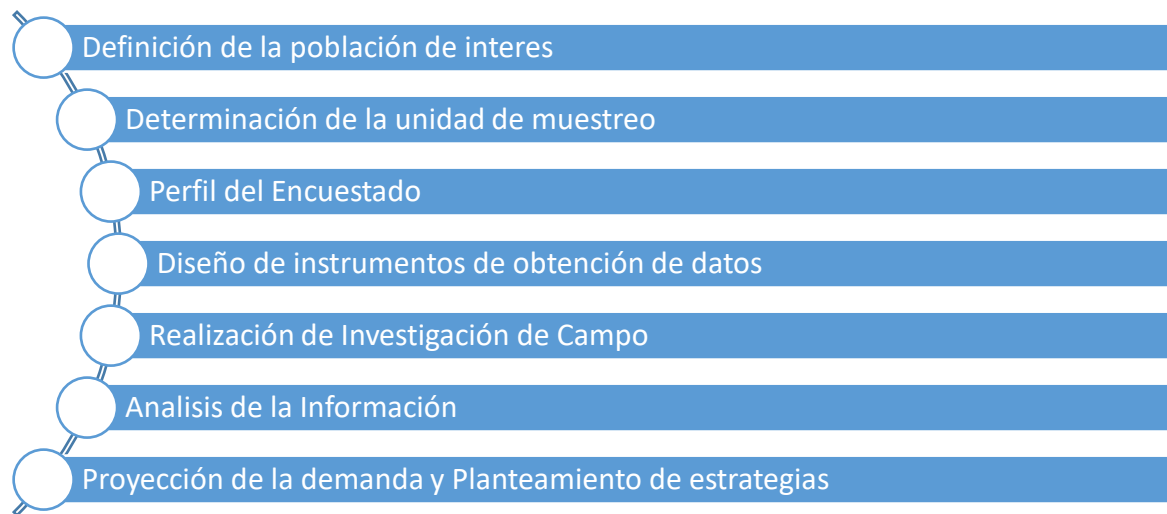 Definición de la población de interes
Determinación de la unidad de muestreo
Perfil del Encuestado
Diseño de instrumentos de obtención de datos
Realización de Investigación de Campo
Analisis de la Información
Proyección de la demanda y Planteamiento de estrategias